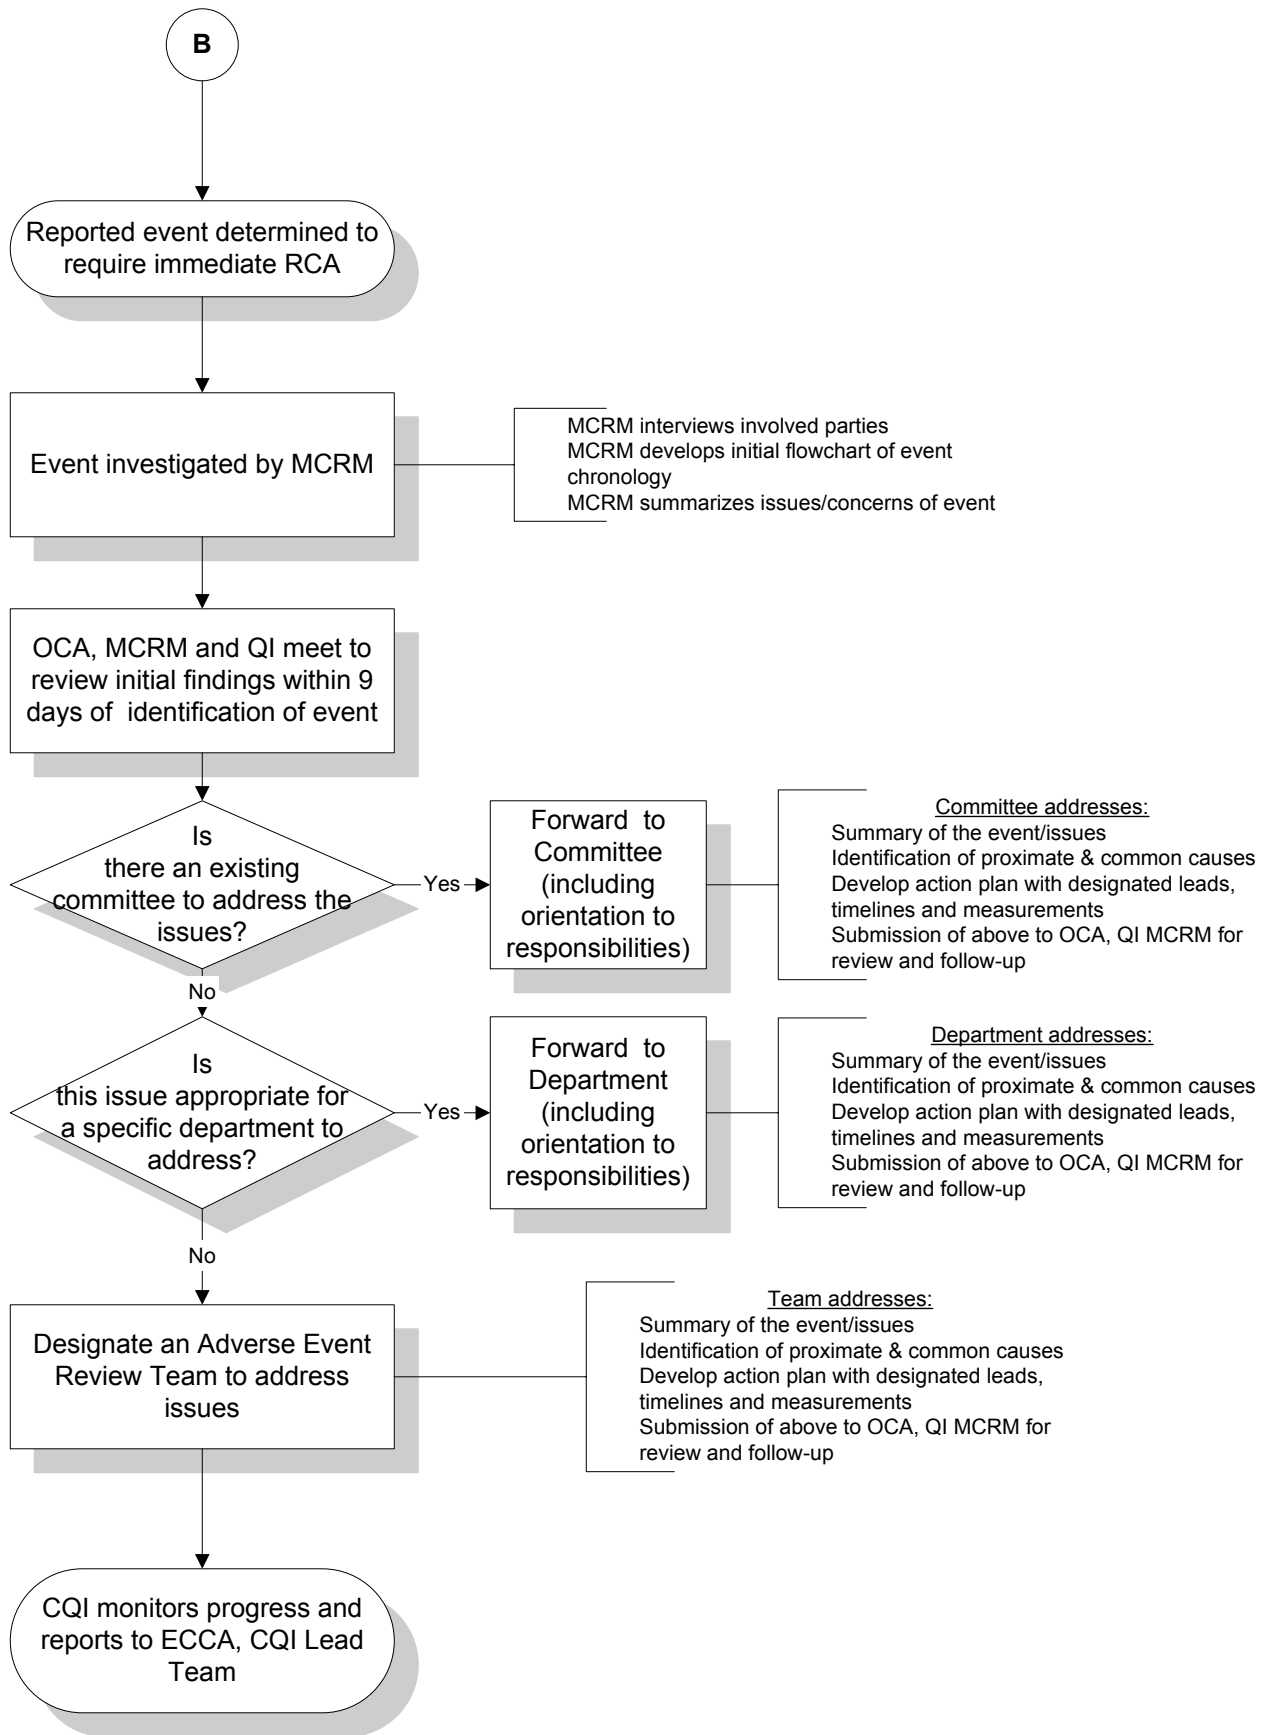 B
Reported event determined to
require immediate RCA
Event investigated by MCRM
MCRM interviews involved parties
MCRM develops initial flowchart of event
chronology
MCRM summarizes issues/concerns of event
OCA, MCRM and QI meet to
review initial findings within 9
days of  identification of event
Is
there an existing
committee to address the
issues?
Yes
Forward  to
Committee
(including
orientation to
responsibilities)
Committee addresses:
Summary of the event/issues
Identification of proximate & common causes
Develop action plan with designated leads,
timelines and measurements
Submission of above to OCA, QI MCRM for
review and follow-up
No
Is
this issue appropriate for
a specific department to
address?
Yes
Forward  to
Department
(including
orientation to
responsibilities)
Department addresses:
Summary of the event/issues
Identification of proximate & common causes
Develop action plan with designated leads,
timelines and measurements
Submission of above to OCA, QI MCRM for
review and follow-up
No
Designate an Adverse Event
Review Team to address
issues
Team addresses:
Summary of the event/issues
Identification of proximate & common causes
Develop action plan with designated leads,
timelines and measurements
Submission of above to OCA, QI MCRM for
review and follow-up
CQI monitors progress and
reports to ECCA, CQI Lead
Team